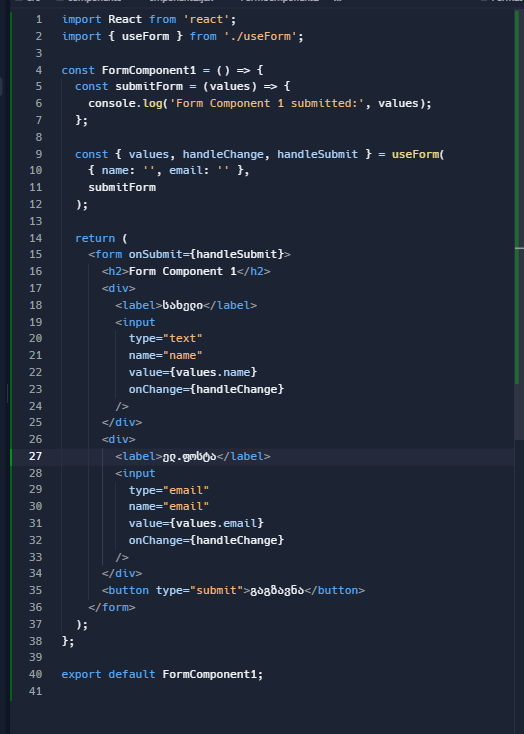 1 import React from 'react';
2 import { useForm } from './useForm';
3
4 const FormComponent1 = () => {
5 const submitForm = (values) => {
6 console.log('Form Component 1 submitted:', values);
7 };
8
9 const { values, handleChange, handleSubmit } = useForm(
10 { name: '', email: '' },
11 submitForm
12 );
13
14 return (
15 <form onSubmit={handleSubmit}>
16 <h2>Form Component 1</h2>
17 <div>
18 <label>სახელი</label>
19 <input
20 type="text"
21 name="name"
22 value={values.name}
23 onChange={handleChange}
24 />
25 </div>
26 <div>
27 <label>ელ.ფოსტა</label>
28 <input
29 type="email"
30 name="email"
31 value={values.email}
32 onChange={handleChange}
33 />
34 </div>
35 <button type="submit">გაგზავნა</button>
36 </form>
37 );
38 };
39
40 export default FormComponent1;
41